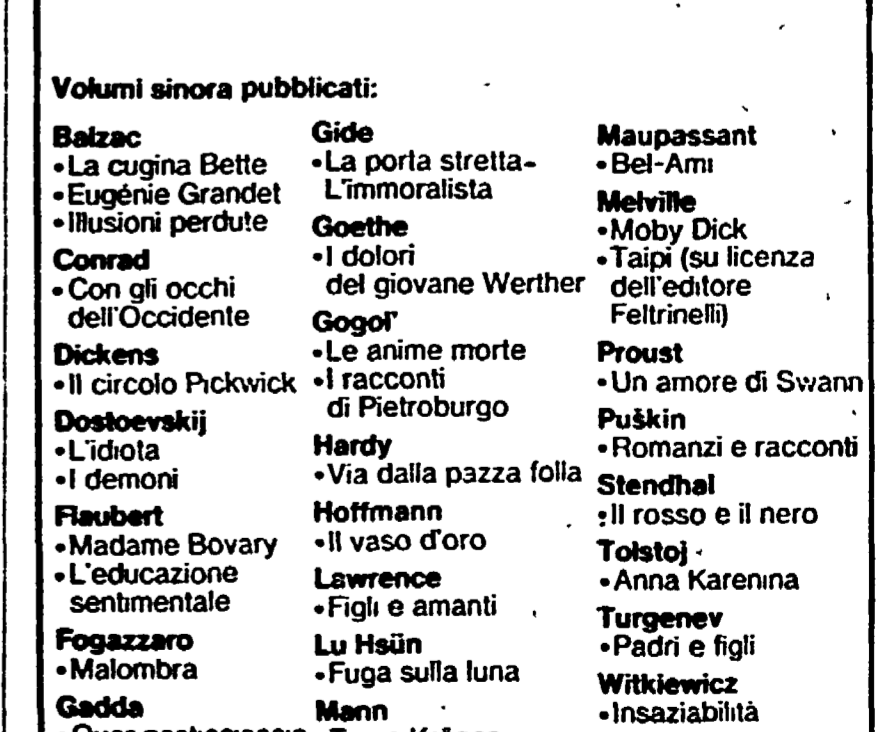 Volumi sinora pubblicati:
Balzac
•La cugina Bette
•Eugénie Grandet
•Illusioni perdute
Conrad
•Con gli occhi
dell'Occidente
Dickens
•Il circolo Pickwick
Dostoevskij
•L'idiota
•I demoni
Flaubert
•Madame Bovary
•L'educazione
sentimentale
Fogazzaro
•Malombra
Gadda
Gide
•La porta stretta-
L'immoralista
Goethe
•I dolori
del giovane Werther
Gogol'
•Le anime morte
•I racconti
di Pietroburgo
Hardy
•Via dalla pazza folla
Hoffmann
•Il vaso d'oro
Lawrence
•Figli e amanti
Lu Hsün
•Fuga sulla luna
Mann
Maupassant
•Bel-Ami
Melville
•Moby Dick
•Taipi (su licenza
dell'editore
Feltrinelli)
Proust
•Un amore di Swann
Puškin
•Romanzi e racconti
Stendhal
•Il rosso e il nero
Tolstoj
•Anna Karenina
Turgenev
•Padri e figli
Witkiewicz
•Insaziabilità